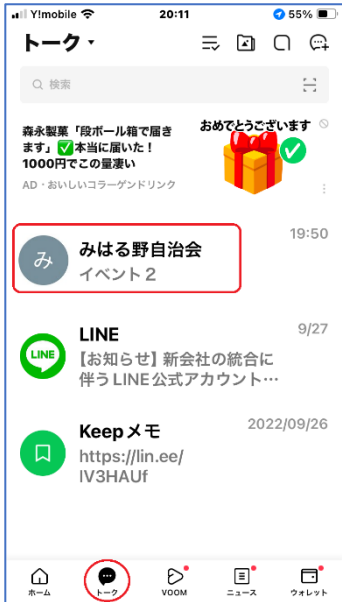 Y!mobile 20:11 55%
トーク
検索
森永製菓「段ボール箱で届き
ます」✅本当に届いた！
1000円でこの量凄い
AD・おいしいコラーゲンドリンク
おめでとうございます
み
みはる野自治会
19:50
イベント２
LINE
LINE
9/27
【お知らせ】新会社の統合に
伴うLINE公式アカウント…
Keepメモ
2022/09/26
https://lin.ee/
IV3HAUf
ホーム
トーク
VOOM
ニュース
ウォレット